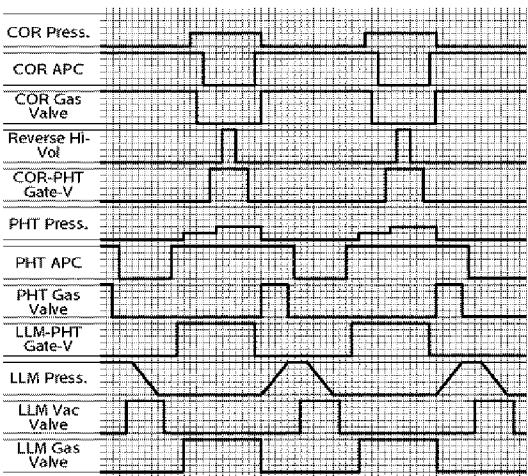 COR Press.
COR APC
COR Gas
Valve
Reverse Hi-
Vol
COR-PHT
Gate-V
PHT Press.
PHT APC
PHT Gas
Valve
LLM-PHT
Gate-V
LLM Press.
LLM Vac
Valve
LLM Gas
Valve